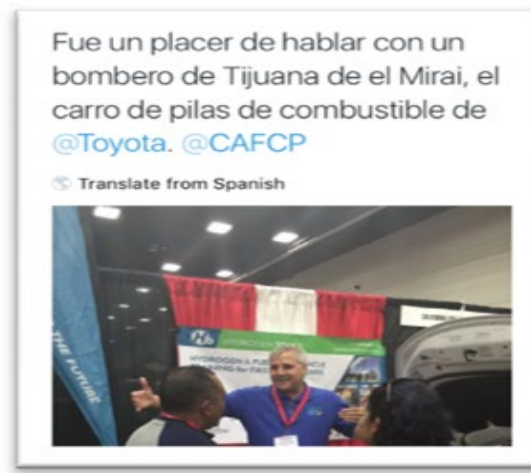 Fue un placer de hablar con un
bombero de Tijuana de el Mirai, el
carro de pilas de combustible de
@Toyota. @CAFCP
Translate from Spanish
THE FUTURE
HYDROGEN
HYDROGEN & FUEL